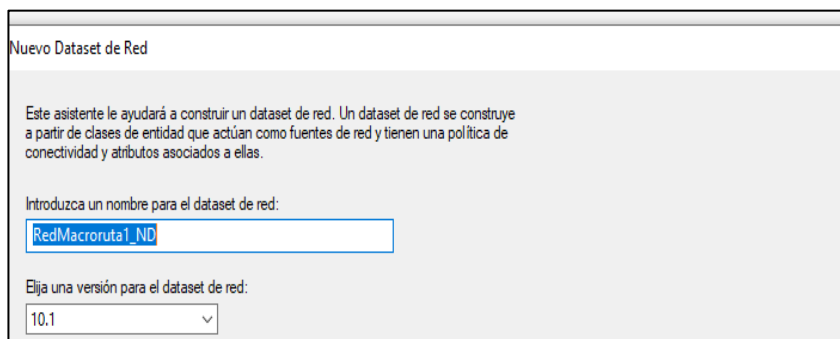 Nuevo Dataset de Red
Este asistente le ayudará a construir un dataset de red. Un dataset de red se construye
a partir de clases de entidad que actúan como fuentes de red y tienen una política de
conectividad y atributos asociados a ellas.
Introduzca un nombre para el dataset de red:
RedMacroruta1_ND
Elija una versión para el dataset de red:
10.1